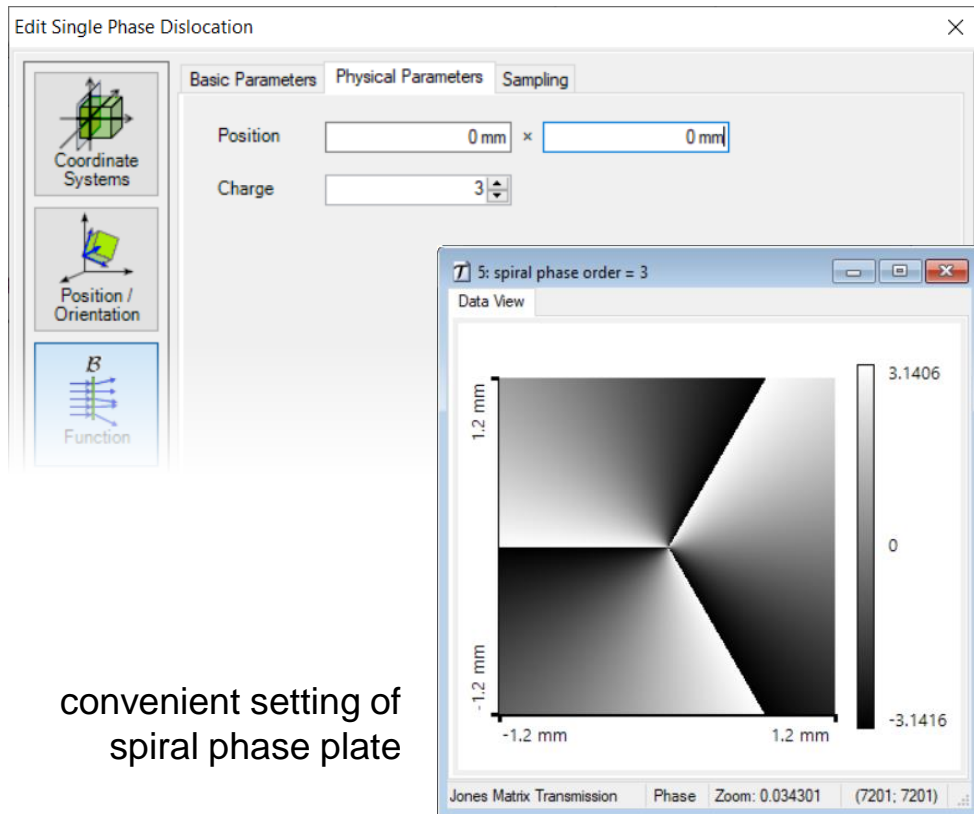 Edit Single Phase Dislocation
Basic Parameters Physical Parameters Sampling
Position 0 mm × 0 mm
Charge 3
Coordinate
Systems
Position /
Orientation
B
Function
5: spiral phase order = 3
Data View
3.1406
0
-3.1416
1.2 mm
-1.2 mm
-1.2 mm 1.2 mm
Jones Matrix Transmission Phase Zoom: 0.034301 (7201; 7201)
convenient setting of
spiral phase plate